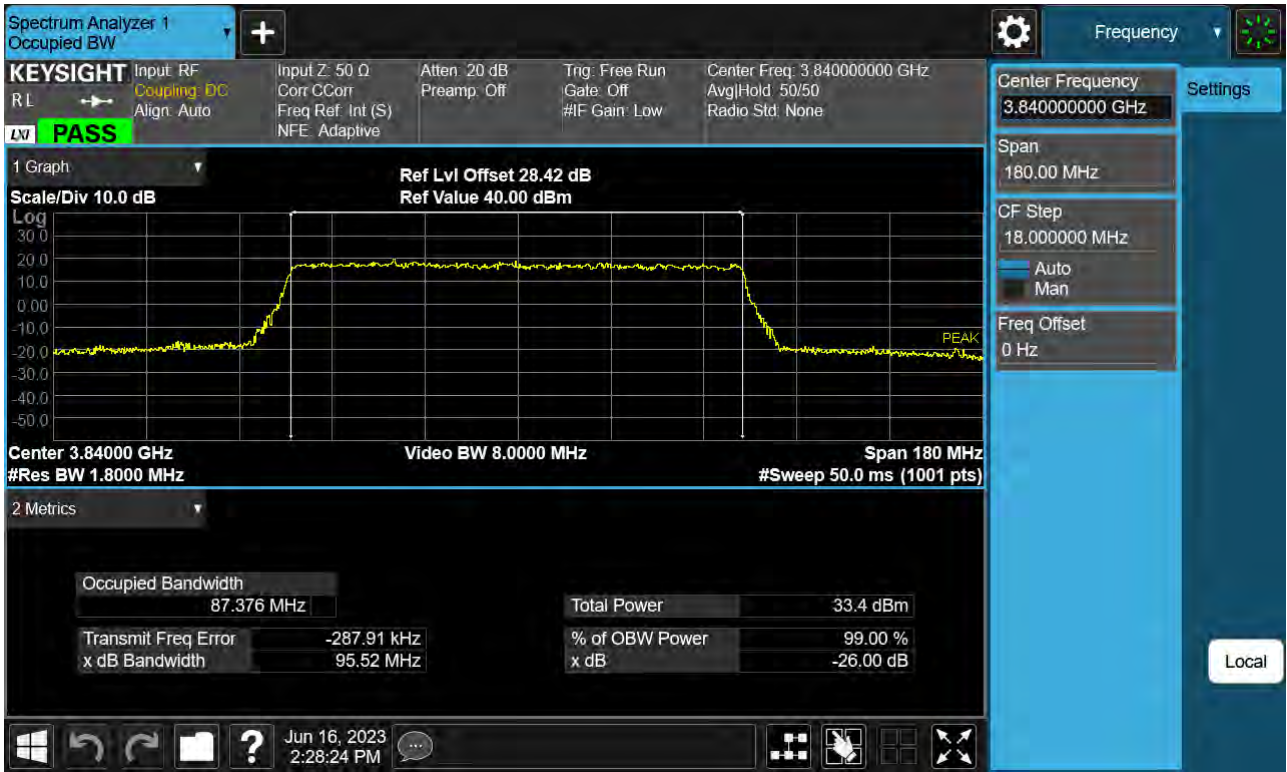 Spectrum Analyzer 1
Occupied BW
Frequency
KEYSIGHT
RL
LXI
PASS
Input: RF
Coupling: DC
Align: Auto
Input Z: 50 Ω
Corr CCorr
Freq Ref: Int (S)
NFE: Adaptive
Atten: 20 dB
Preamp: Off
Trig: Free Run
Gate: Off
#IF Gain: Low
Center Freq: 3.840000000 GHz
Avg|Hold: 50/50
Radio Std: None
Center Frequency
3.840000000 GHz
Settings
Span
180.00 MHz
CF Step
18.000000 MHz
Auto
Man
Freq Offset
0 Hz
Local
1 Graph
Scale/Div 10.0 dB
Ref Lvl Offset 28.42 dB
Ref Value 40.00 dBm
Log
30.0
20.0
10.0
0.00
-10.0
-20.0
-30.0
-40.0
-50.0
PEAK
Center 3.84000 GHz
Video BW 8.0000 MHz
Span 180 MHz
#Res BW 1.8000 MHz
#Sweep 50.0 ms (1001 pts)
2 Metrics
Occupied Bandwidth
87.376 MHz
Total Power 33.4 dBm
Transmit Freq Error -287.91 kHz
% of OBW Power 99.00 %
x dB Bandwidth 95.52 MHz
x dB -26.00 dB
Jun 16, 2023
2:28:24 PM